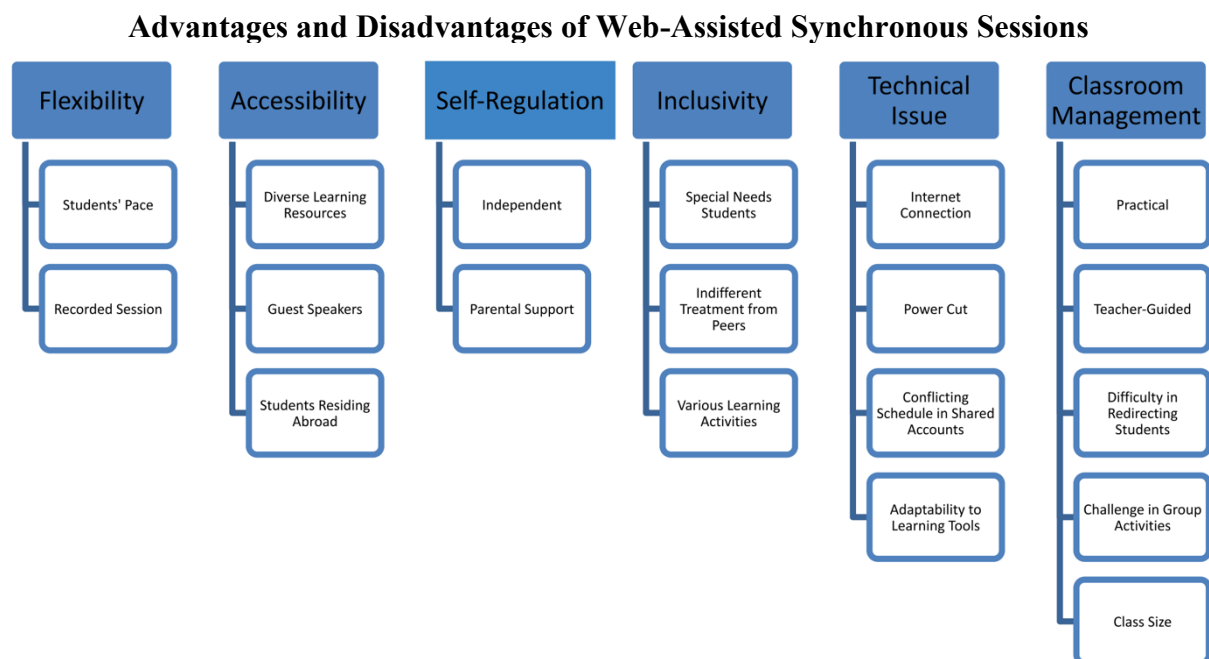 Advantages and Disadvantages of Web-Assisted Synchronous Sessions
Flexibility
Students' Pace
Recorded Session
Accessibility
Diverse Learning
Resources
Guest Speakers
Students Residing
Abroad
Self-Regulation
Independent
Parental Support
Inclusivity
Special Needs
Students
Indifferent
Treatment from
Peers
Various Learning
Activities
Technical
Issue
Internet
Connection
Power Cut
Conflicting
Schedule in Shared
Accounts
Adaptability to
Learning Tools
Classroom
Management
Practical
Teacher-Guided
Difficulty in
Redirecting
Students
Challenge in Group
Activities
Class Size